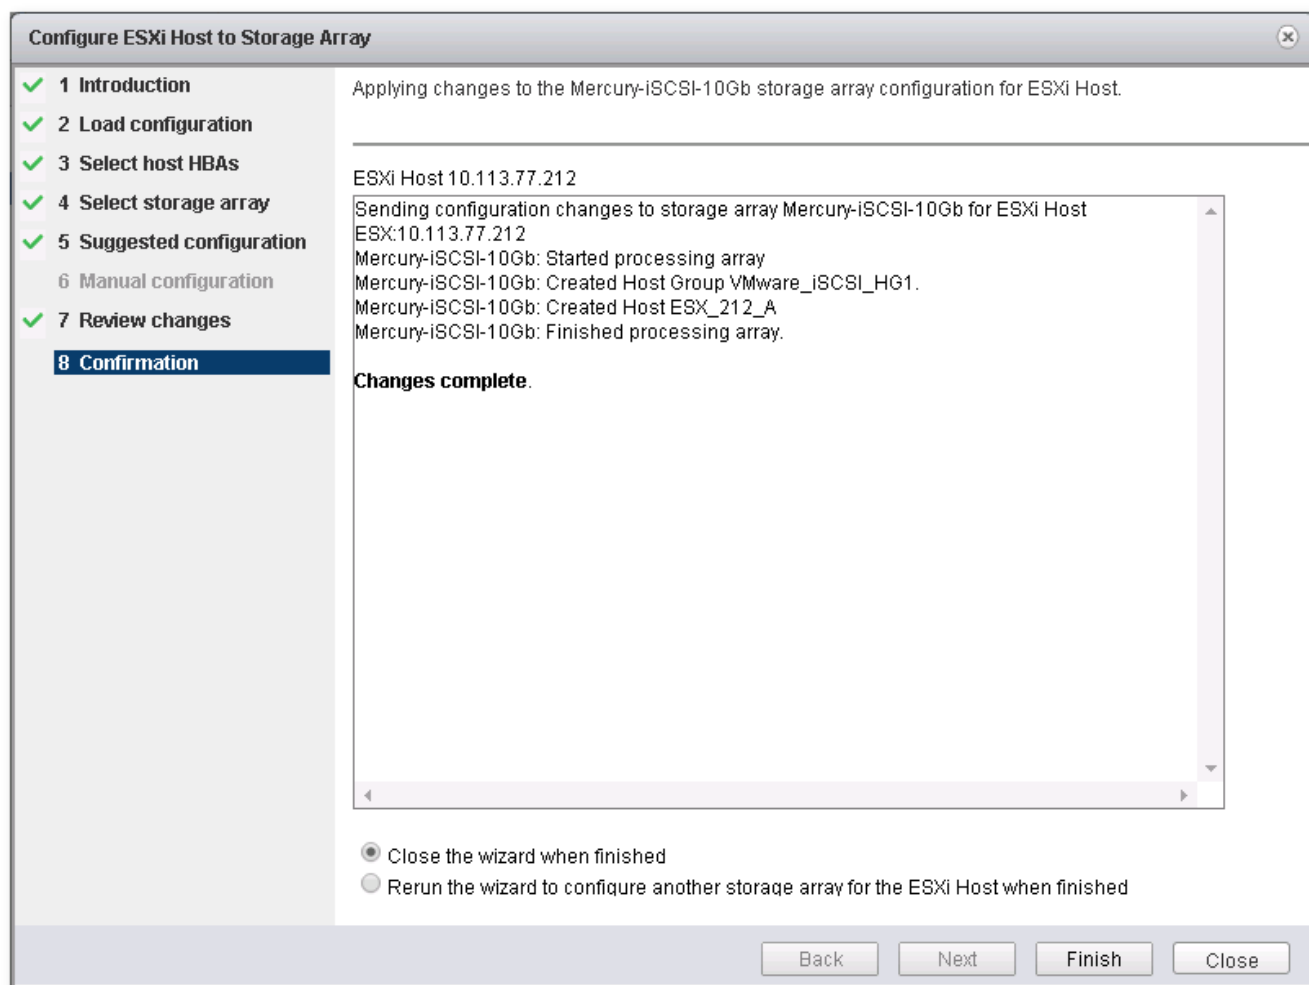 Configure ESXi Host to Storage Array
1 Introduction
2 Load configuration
3 Select host HBAs
4 Select storage array
5 Suggested configuration
6 Manual configuration
7 Review changes
8 Confirmation
Applying changes to the Mercury-iSCSI-10Gb storage array configuration for ESXi Host.
ESXi Host 10.113.77.212
Sending configuration changes to storage array Mercury-iSCSI-10Gb for ESXi Host
ESX:10.113.77.212
Mercury-iSCSI-10Gb: Started processing array
Mercury-iSCSI-10Gb: Created Host Group VMware_iSCSI_HG1.
Mercury-iSCSI-10Gb: Created Host ESX_212_A
Mercury-iSCSI-10Gb: Finished processing array.
Changes complete.
Close the wizard when finished
Rerun the wizard to configure another storage array for the ESXi Host when finished
Back
Next
Finish
Close